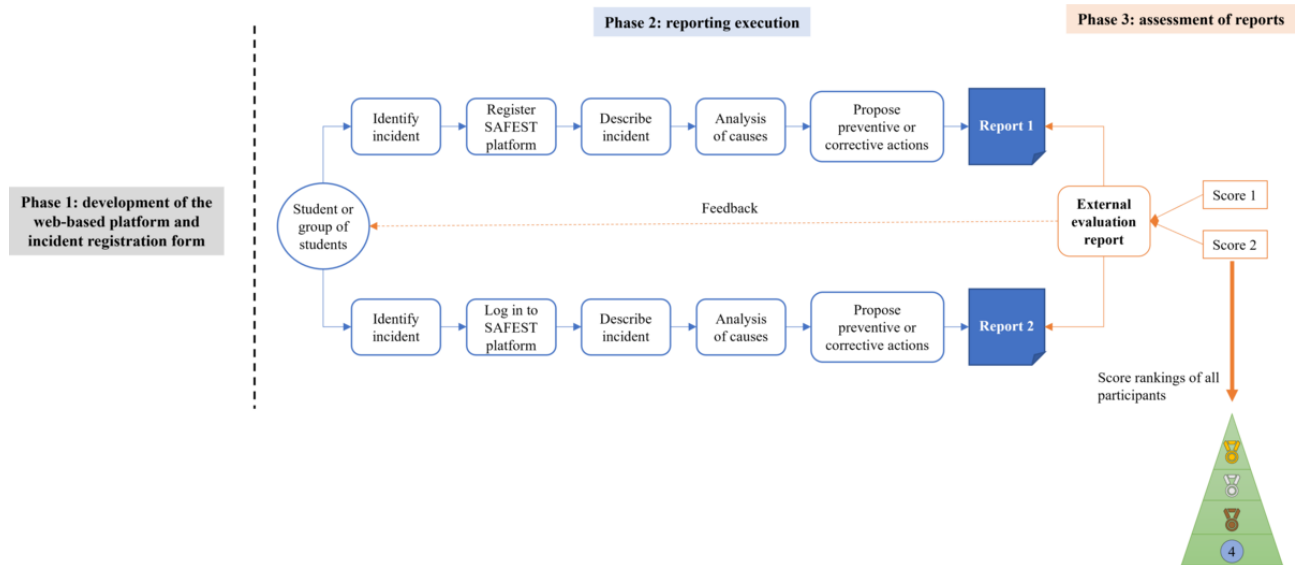 Phase 2: reporting execution
Phase 3: assessment of reports
Phase 1: development of the
web-based platform and
incident registration form
Student or
group of
students
Identify
incident
Register
SAFEST
platform
Describe
incident
Analysis
of causes
Propose
preventive or
corrective actions
Report 1
Feedback
External
evaluation
report
Score 1
Score 2
Identify
incident
Log in to
SAFEST
platform
Describe
incident
Analysis
of causes
Propose
preventive or
corrective actions
Report 2
Score rankings of all
participants
4